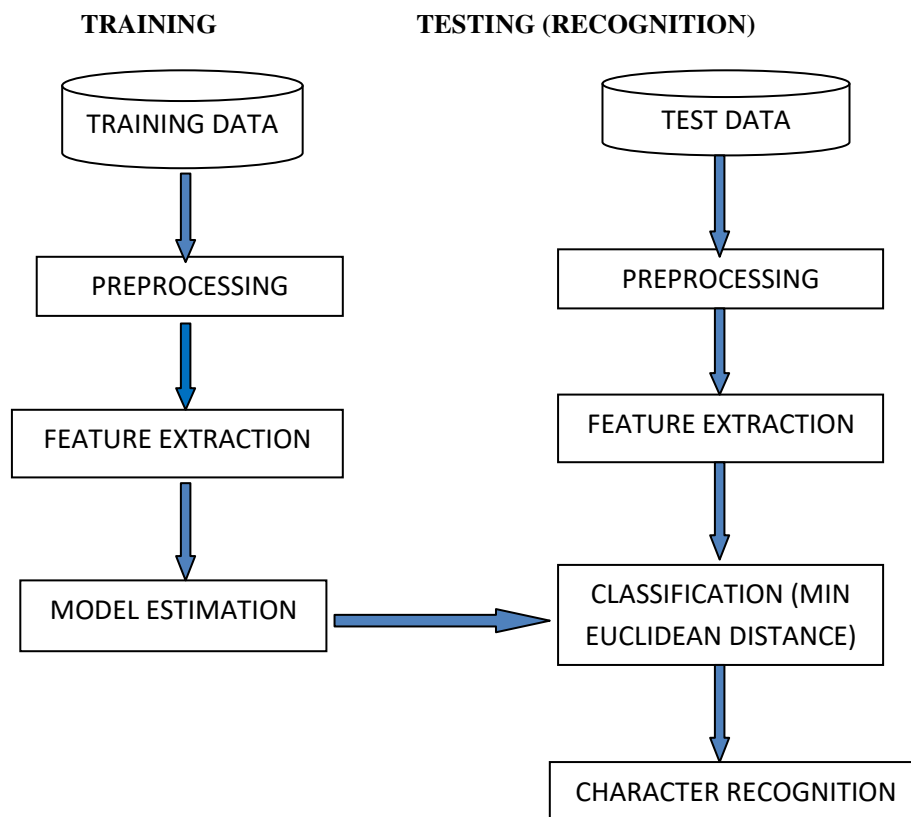 TRAINING
TESTING (RECOGNITION)
TRAINING DATA
TEST DATA
PREPROCESSING
PREPROCESSING
FEATURE EXTRACTION
FEATURE EXTRACTION
MODEL ESTIMATION
CLASSIFICATION (MIN
EUCLIDEAN DISTANCE)
CHARACTER RECOGNITION